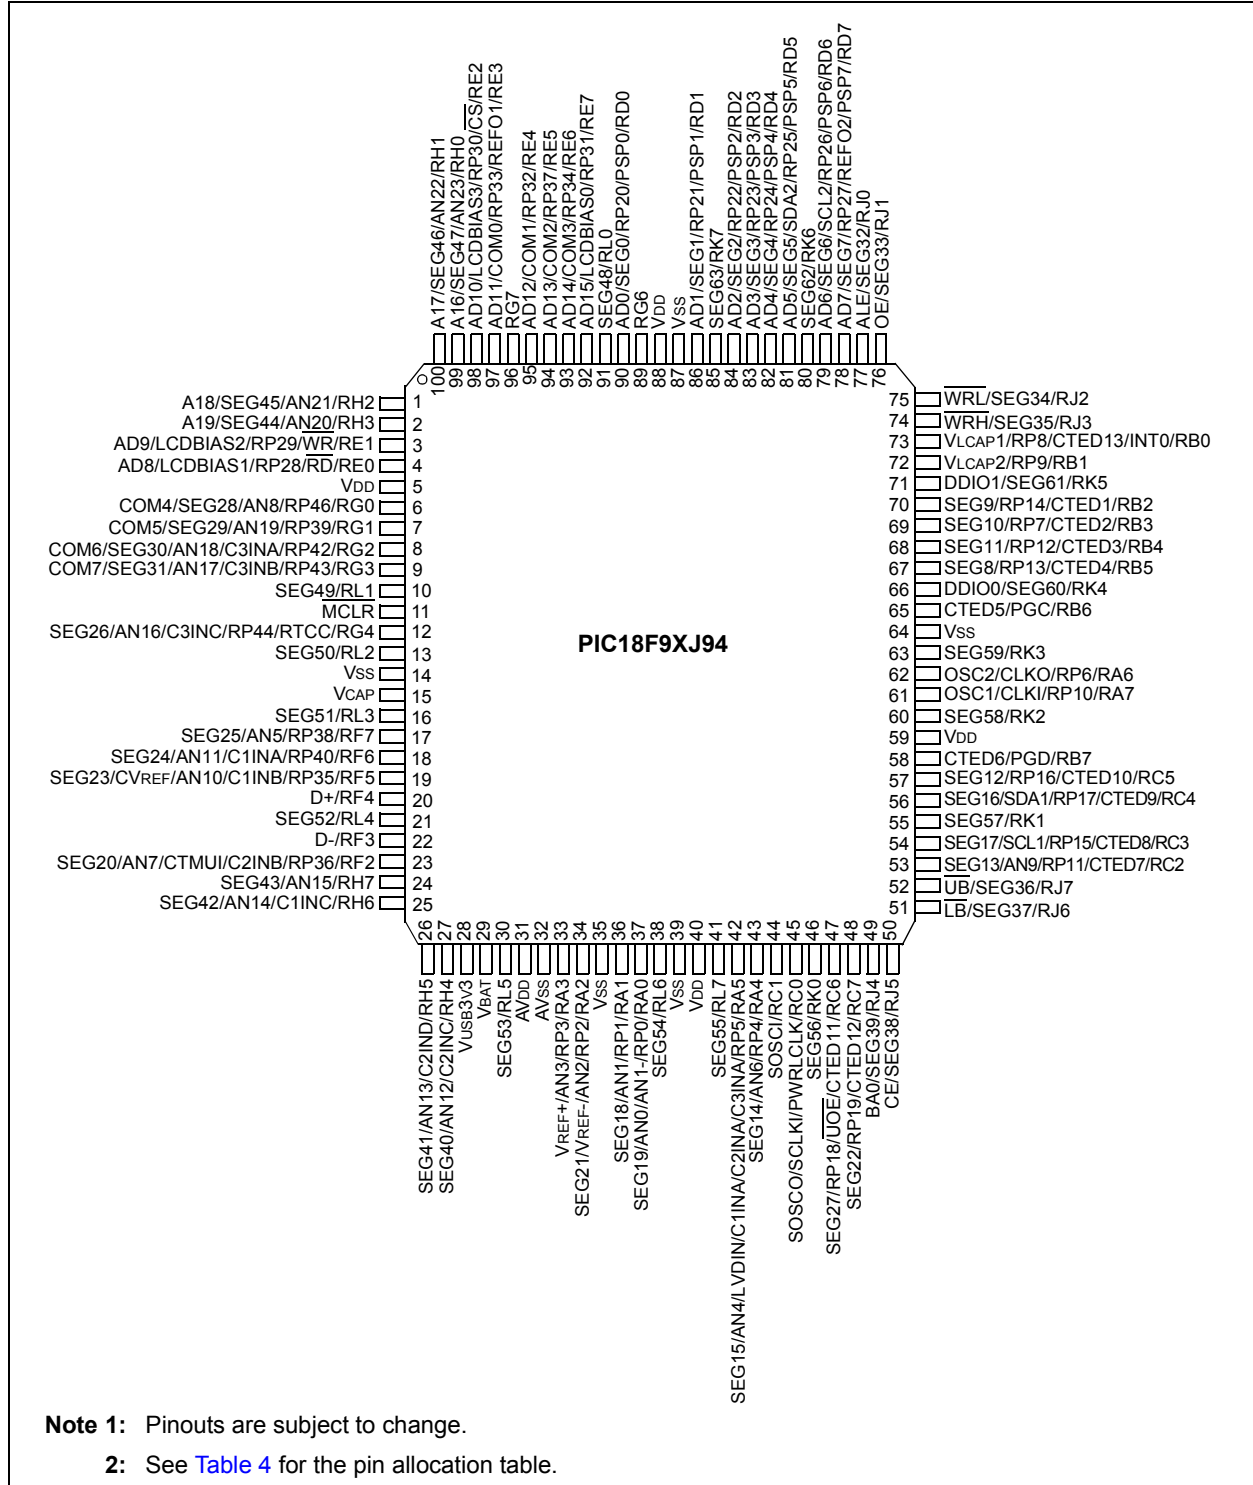 A17/SEG46/AN22/RH1
A16/SEG47/AN23/RH0
AD10/LCDBIAS3/RP30/CS/RE2
AD11/COM0/RP33/REFO1/RE3
RG7
AD12/COM1/RP32/RE4
AD13/COM2/RP37/RE5
AD14/COM3/RP34/RE6
AD15/LCDBIAS0/RP31/RE7
SEG48/RL0
AD0/SEG0/RP20/PSP0/RD0
RG6
VDD
VSS
AD1/SEG1/RP21/PSP1/RD1
SEG63/RK7
AD2/SEG2/RP22/PSP2/RD2
AD3/SEG3/RP23/PSP3/RD3
AD4/SEG4/RP24/PSP4/RD4
AD5/SEG5/SDA2/RP25/PSP5/RD5
SEG62/RK6
AD6/SEG6/SCL2/RP26/PSP6/RD6
AD7/SEG7/RP27/REFO2/PSP7/RD7
ALE/SEG32/RJ0
OE/SEG33/RJ1
100 99 98 97 96 95 94 93 92 91 90 89 88 87 86 85 84 83 82 81 80 79 78 77 76
A18/SEG45/AN21/RH2 1
A19/SEG44/AN20/RH3 2
AD9/LCDBIAS2/RP29/WR/RE1 3
AD8/LCDBIAS1/RP28/RD/RE0 4
VDD 5
COM4/SEG28/AN8/RP46/RG0 6
COM5/SEG29/AN19/RP39/RG1 7
COM6/SEG30/AN18/C3INA/RP42/RG2 8
COM7/SEG31/AN17/C3INB/RP43/RG3 9
SEG49/RL1 10
MCLR 11
SEG26/AN16/C3INC/RP44/RTCC/RG4 12
SEG50/RL2 13
VSS 14
VCAP 15
SEG51/RL3 16
SEG25/AN5/RP38/RF7 17
SEG24/AN11/C1INA/RP40/RF6 18
SEG23/CVREF/AN10/C1INB/RP35/RF5 19
D+/RF4 20
SEG52/RL4 21
D-/RF3 22
SEG20/AN7/CTMUI/C2INB/RP36/RF2 23
SEG43/AN15/RH7 24
SEG42/AN14/C1INC/RH6 25
PIC18F9XJ94
75 WRL/SEG34/RJ2
74 WRH/SEG35/RJ3
73 VLCAP1/RP8/CTED13/INT0/RB0
72 VLCAP2/RP9/RB1
71 DDIO1/SEG61/RK5
70 SEG9/RP14/CTED1/RB2
69 SEG10/RP7/CTED2/RB3
68 SEG11/RP12/CTED3/RB4
67 SEG8/RP13/CTED4/RB5
66 DDIO0/SEG60/RK4
65 CTED5/PGC/RB6
64 VSS
63 SEG59/RK3
62 OSC2/CLKO/RP6/RA6
61 OSC1/CLKI/RP10/RA7
60 SEG58/RK2
59 VDD
58 CTED6/PGD/RB7
57 SEG12/RP16/CTED10/RC5
56 SEG16/SDA1/RP17/CTED9/RC4
55 SEG57/RK1
54 SEG17/SCL1/RP15/CTED8/RC3
53 SEG13/AN9/RP11/CTED7/RC2
52 UB/SEG36/RJ7
51 LB/SEG37/RJ6
26 27 28 29 30 31 32 33 34 35 36 37 38 39 40 41 42 43 44 45 46 47 48 49 50
SEG41/AN13/C2IND/RH5
SEG40/AN12/C2INC/RH4
VUSB3V3
VBAT
SEG53/RL5
AVDD
AVSS
VREF+/AN3/RP3/RA3
SEG21/VREF-/AN2/RP2/RA2
VSS
SEG18/AN1/RP1/RA1
SEG19/AN0/AN1-/RP0/RA0
SEG54/RL6
VSS
VDD
SEG55/RL7
SEG15/AN4/LVDIN/C1INA/C2INA/C3INA/RP5/RA5
SEG14/AN6/RP4/RA4
SOSCI/RC1
SOSCO/SCLKI/PWRLCLK/RC0
SEG56/RK0
SEG27/RP18/UOE/CTED11/RC6
SEG22/RP19/CTED12/RC7
BA0/SEG39/RJ4
CE/SEG38/RJ5
Note 1: Pinouts are subject to change.
2: See Table 4 for the pin allocation table.